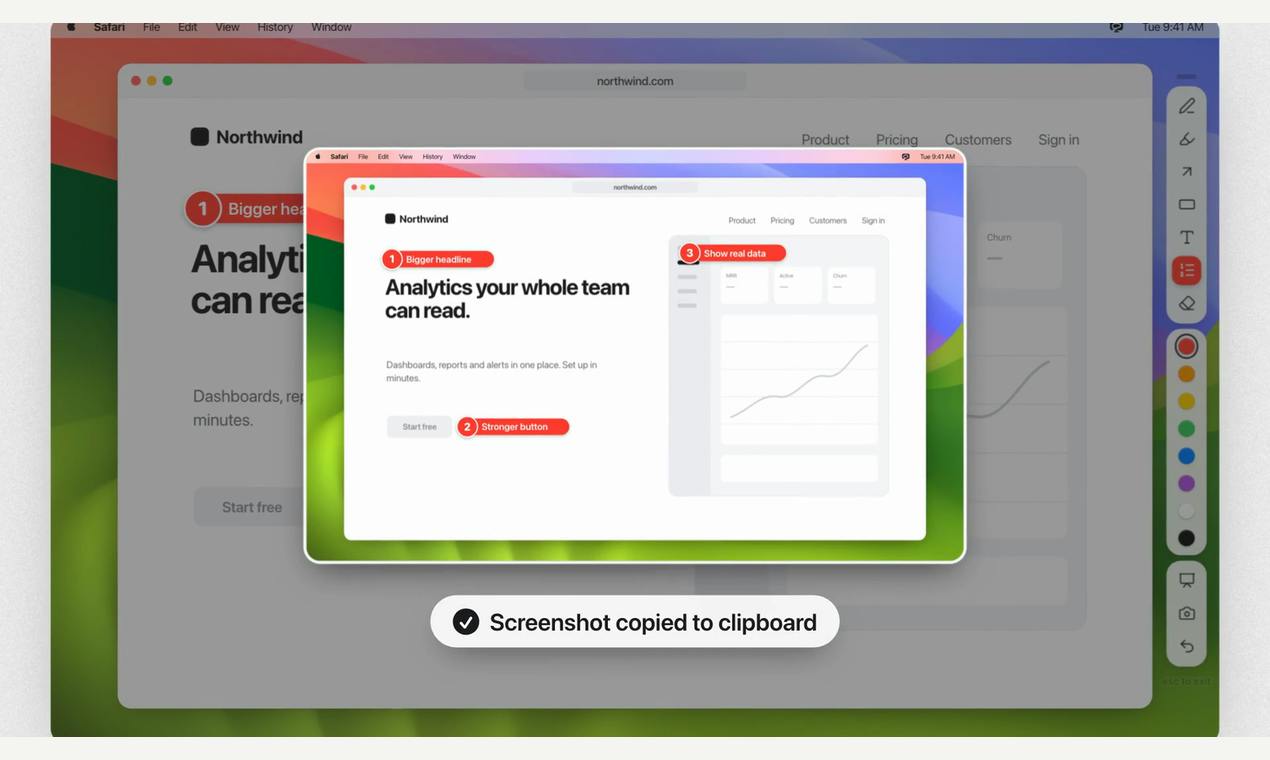 Safari File Edit View History Window Tue 9:41 AM
northwind.com
Northwind
Product Pricing Customers Sign in
1 Bigger hea
Analyti
can rea
Dashboards, rep
minutes.
Start free
Churn
Safari File Edit View History Window Tue 9:41 AM
northwind.com
Northwind
Product Pricing Customers Sign in
1 Bigger headline
Analytics your whole team
can read.
Dashboards, reports and alerts in one place. Set up in
minutes.
Start free
2 Stronger button
3 Show real data
MRR Active Churn
Screenshot copied to clipboard
esc to exit